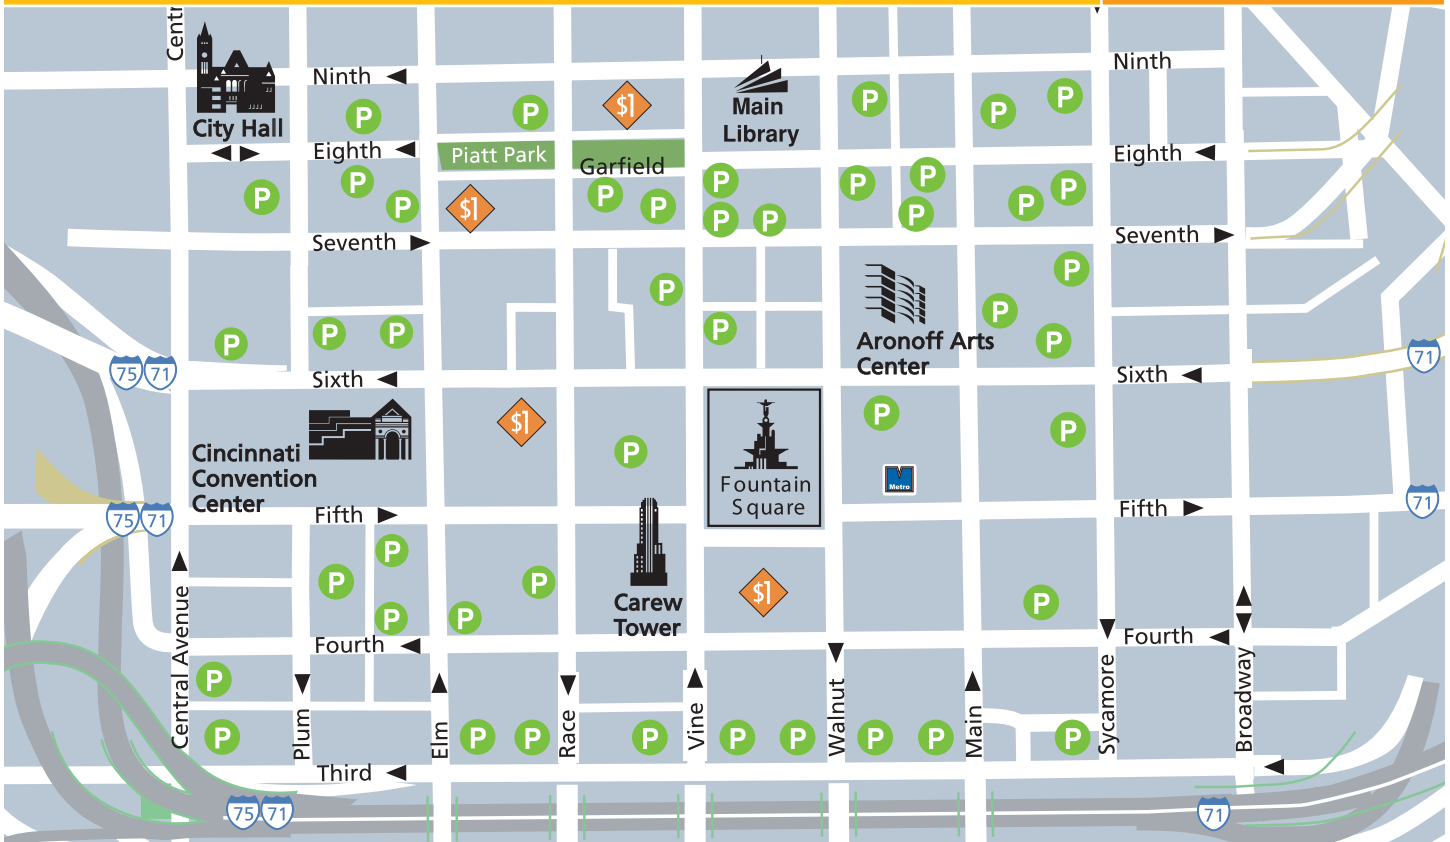 Centr
Ninth
Ninth
$1
Main
Library
P
P
P
P
P
City Hall
Eighth
Piatt Park
Garfield
Eighth
P
P
P
$1
P
P
P
P
P
P
P
P
P
P
Seventh
Seventh
P
P
P
P
P
P
P
P
Aronoff Arts
Center
75
71
71
Sixth
Sixth
$1
P
P
P
Cincinnati
Convention
Center
Fountain
Square
Metro
75
71
71
Fifth
Fifth
P
P
P
$1
P
Carew
Tower
P
P
Fourth
Fourth
P
P
P
P
P
P
P
P
P
P
Central Avenue
Plum
Elm
Race
Vine
Walnut
Main
Sycamore
Broadway
Third
75
71
71